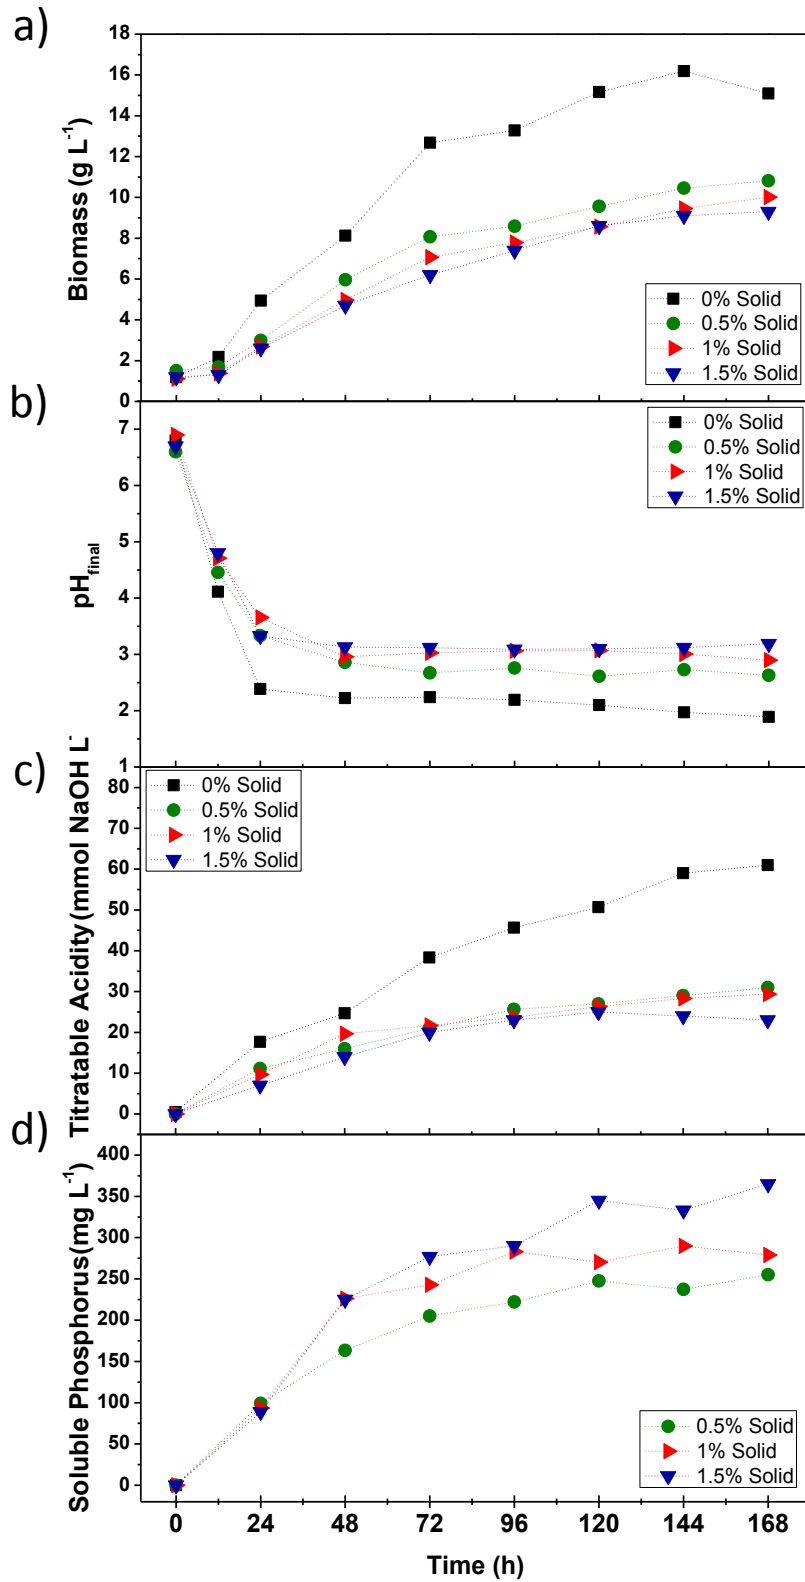 a)
Biomass (g L⁻¹)
18
16
14
12
10
8
6
4
2
0
0% Solid
0.5% Solid
1% Solid
1.5% Solid
b)
pH_final
7
6
5
4
3
2
1
0% Solid
0.5% Solid
1% Solid
1.5% Solid
c)
Titratable Acidity (mmol NaOH L⁻
80
70
60
50
40
30
20
10
0
0% Solid
0.5% Solid
1% Solid
1.5% Solid
d)
Soluble Phosphorus(mg L⁻¹)
400
350
300
250
200
150
100
50
0
0.5% Solid
1% Solid
1.5% Solid
0 24 48 72 96 120 144 168
Time (h)